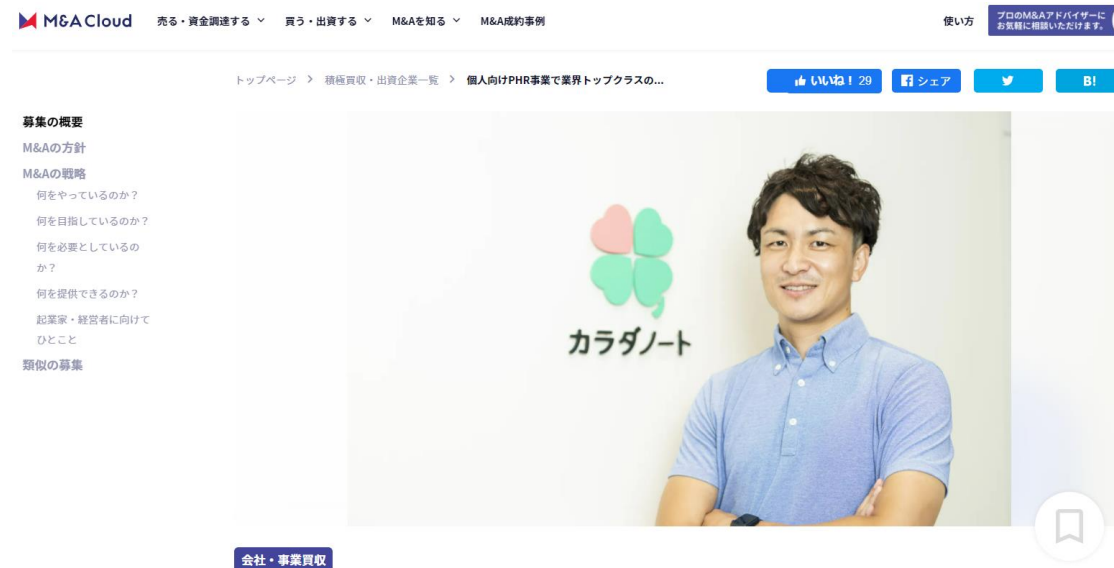 M&A Cloud
売る・資金調達する
買う・出資する
M&Aを知る
M&A成約事例
使い方
プロのM&Aアドバイザーに
お気軽に相談いただけます。
トップページ
積極買収・出資企業一覧
個人向けPHR事業で業界トップクラスの...
いいね！ 29
シェア
B!
募集の概要
M&Aの方針
M&Aの戦略
何をやっているのか？
何を目指しているのか？
何を必要としているの
か？
何を提供できるのか？
起業家・経営者に向けて
ひとこと
類似の募集
カラダノート
会社・事業買収